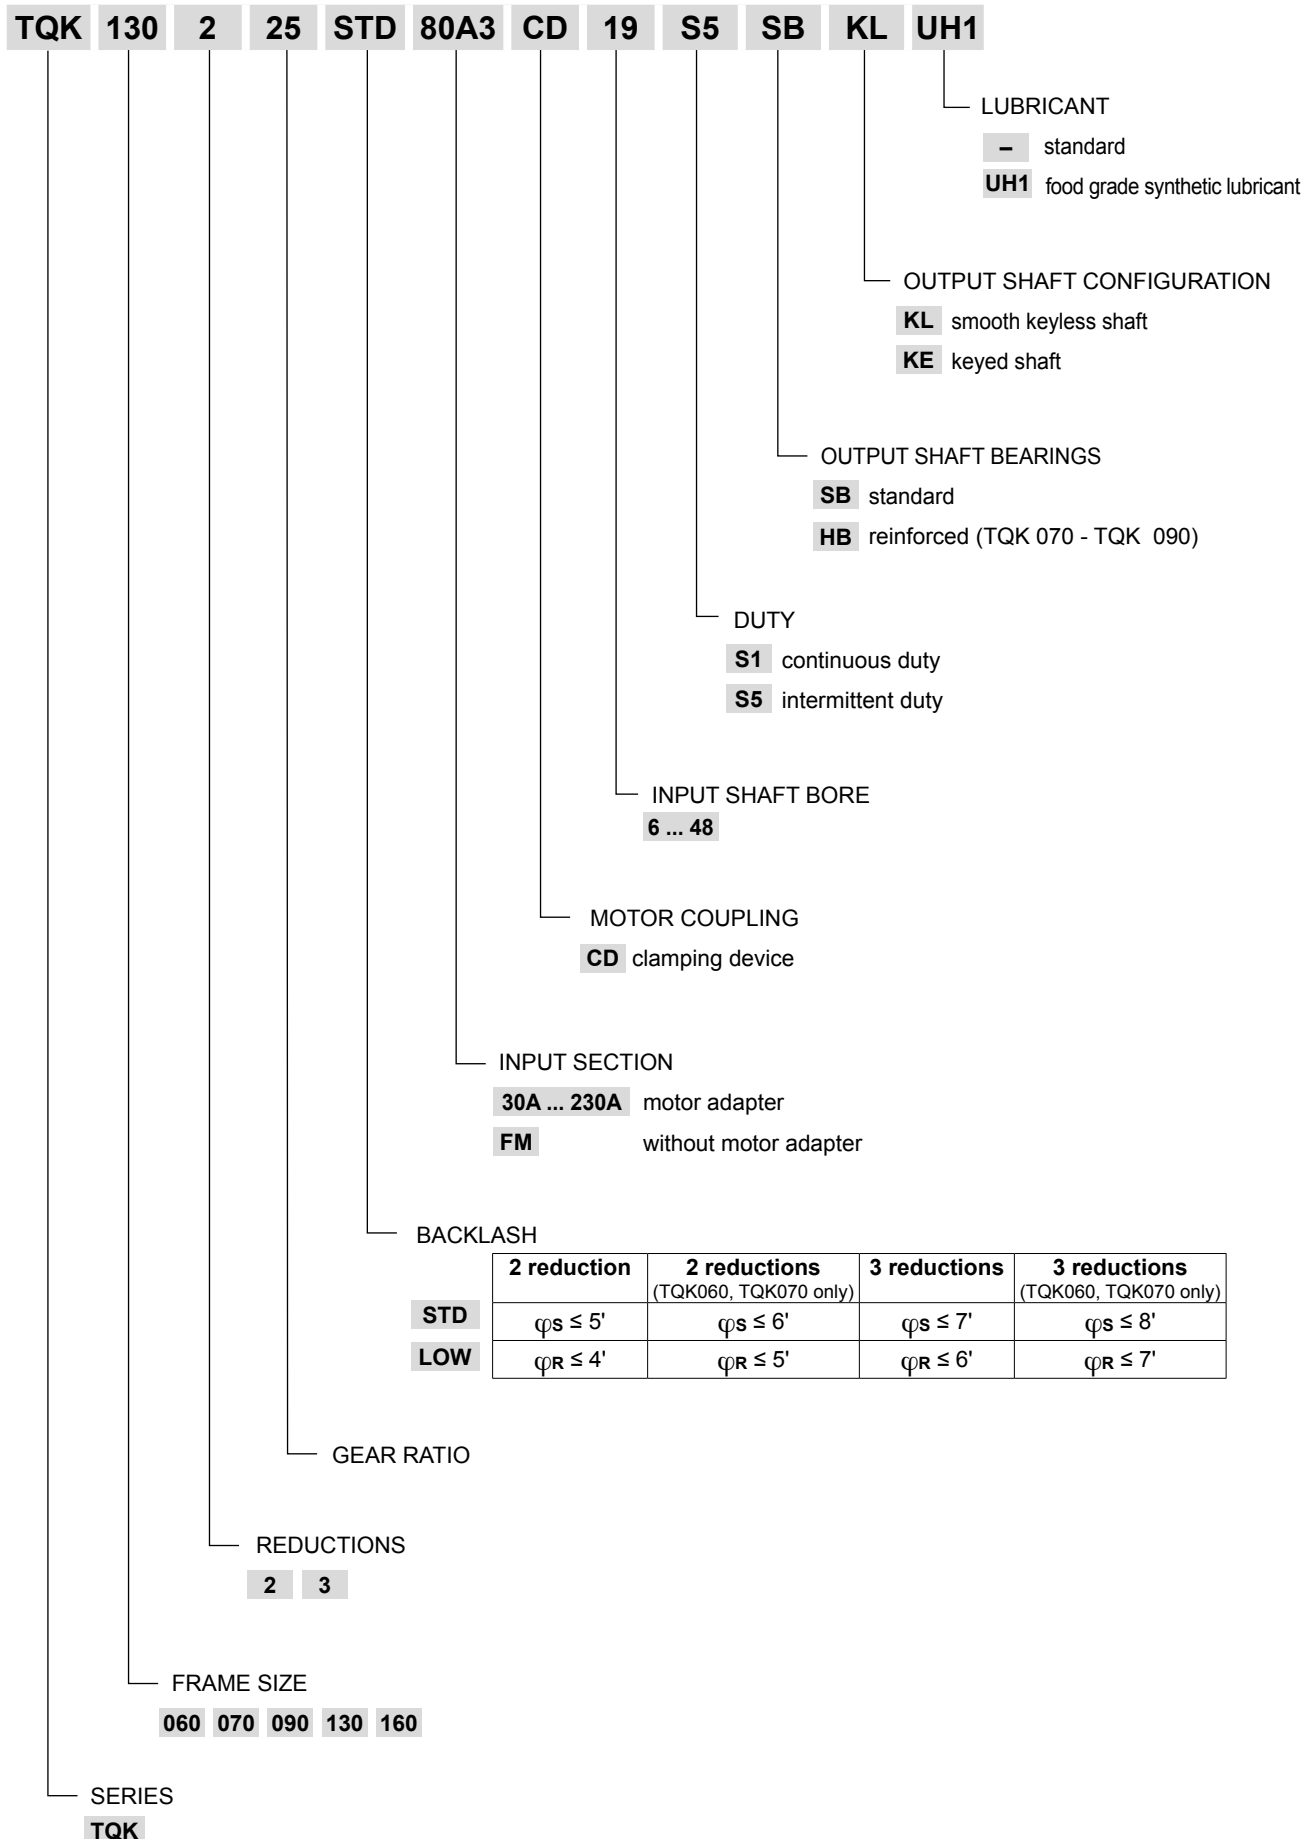 TQK 130 2 25 STD 80A3 CD 19 S5 SB KL UH1
LUBRICANT
– standard
UH1 food grade synthetic lubricant
OUTPUT SHAFT CONFIGURATION
KL smooth keyless shaft
KE keyed shaft
OUTPUT SHAFT BEARINGS
SB standard
HB reinforced (TQK 070 - TQK 090)
DUTY
S1 continuous duty
S5 intermittent duty
INPUT SHAFT BORE
6 ... 48
MOTOR COUPLING
CD clamping device
INPUT SECTION
30A ... 230A motor adapter
FM without motor adapter
BACKLASH
2 reduction 2 reductions 3 reductions 3 reductions
(TQK060, TQK070 only) (TQK060, TQK070 only)
STD φS ≤ 5' φS ≤ 6' φS ≤ 7' φS ≤ 8'
LOW φR ≤ 4' φR ≤ 5' φR ≤ 6' φR ≤ 7'
GEAR RATIO
REDUCTIONS
2 3
FRAME SIZE
060 070 090 130 160
SERIES
TQK